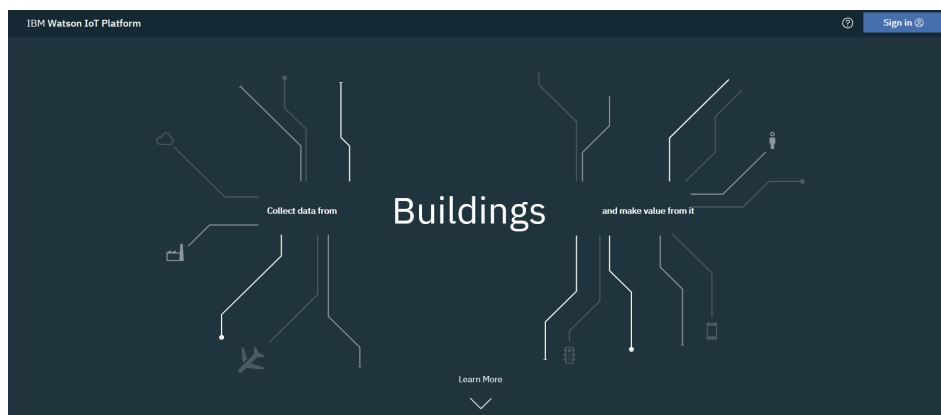 IBM Watson IoT Platform
Sign in
Collect data from
Buildings
and make value from it
Learn More